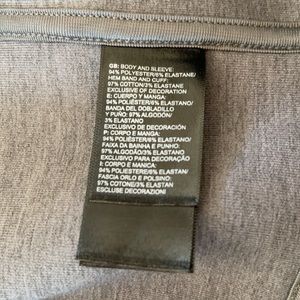 GB: BODY AND SLEEVE:
94% POLYESTER/6% ELASTANE/
HEM BAND AND CUFF:
97% COTTON/3% ELASTANE
EXCLUSIVE OF DECORATION
E: CUERPO Y MANGA:
94% POLIÉSTER/6% ELASTANO/
BANDA DEL DOBLADILLO
Y PUÑO: 97% ALGODÓN/
3% ELASTANO
EXCLUSIVO DE DECORACIÓN
P: CORPO E MANGA:
94% POLIÉSTER/6% ELASTANO/
FAIXA DA BAINHA E PUNHO:
97% ALGODÃO/3% ELASTANO
EXCLUSIVO PARA DECORAÇÃO
I: CORPO E MANICA:
94% POLIESTERE/6% ELASTAN/
FASCIA ORLO E POLSINO:
97% COTONE/3% ELASTAN
ESCLUSE DECORAZIONI